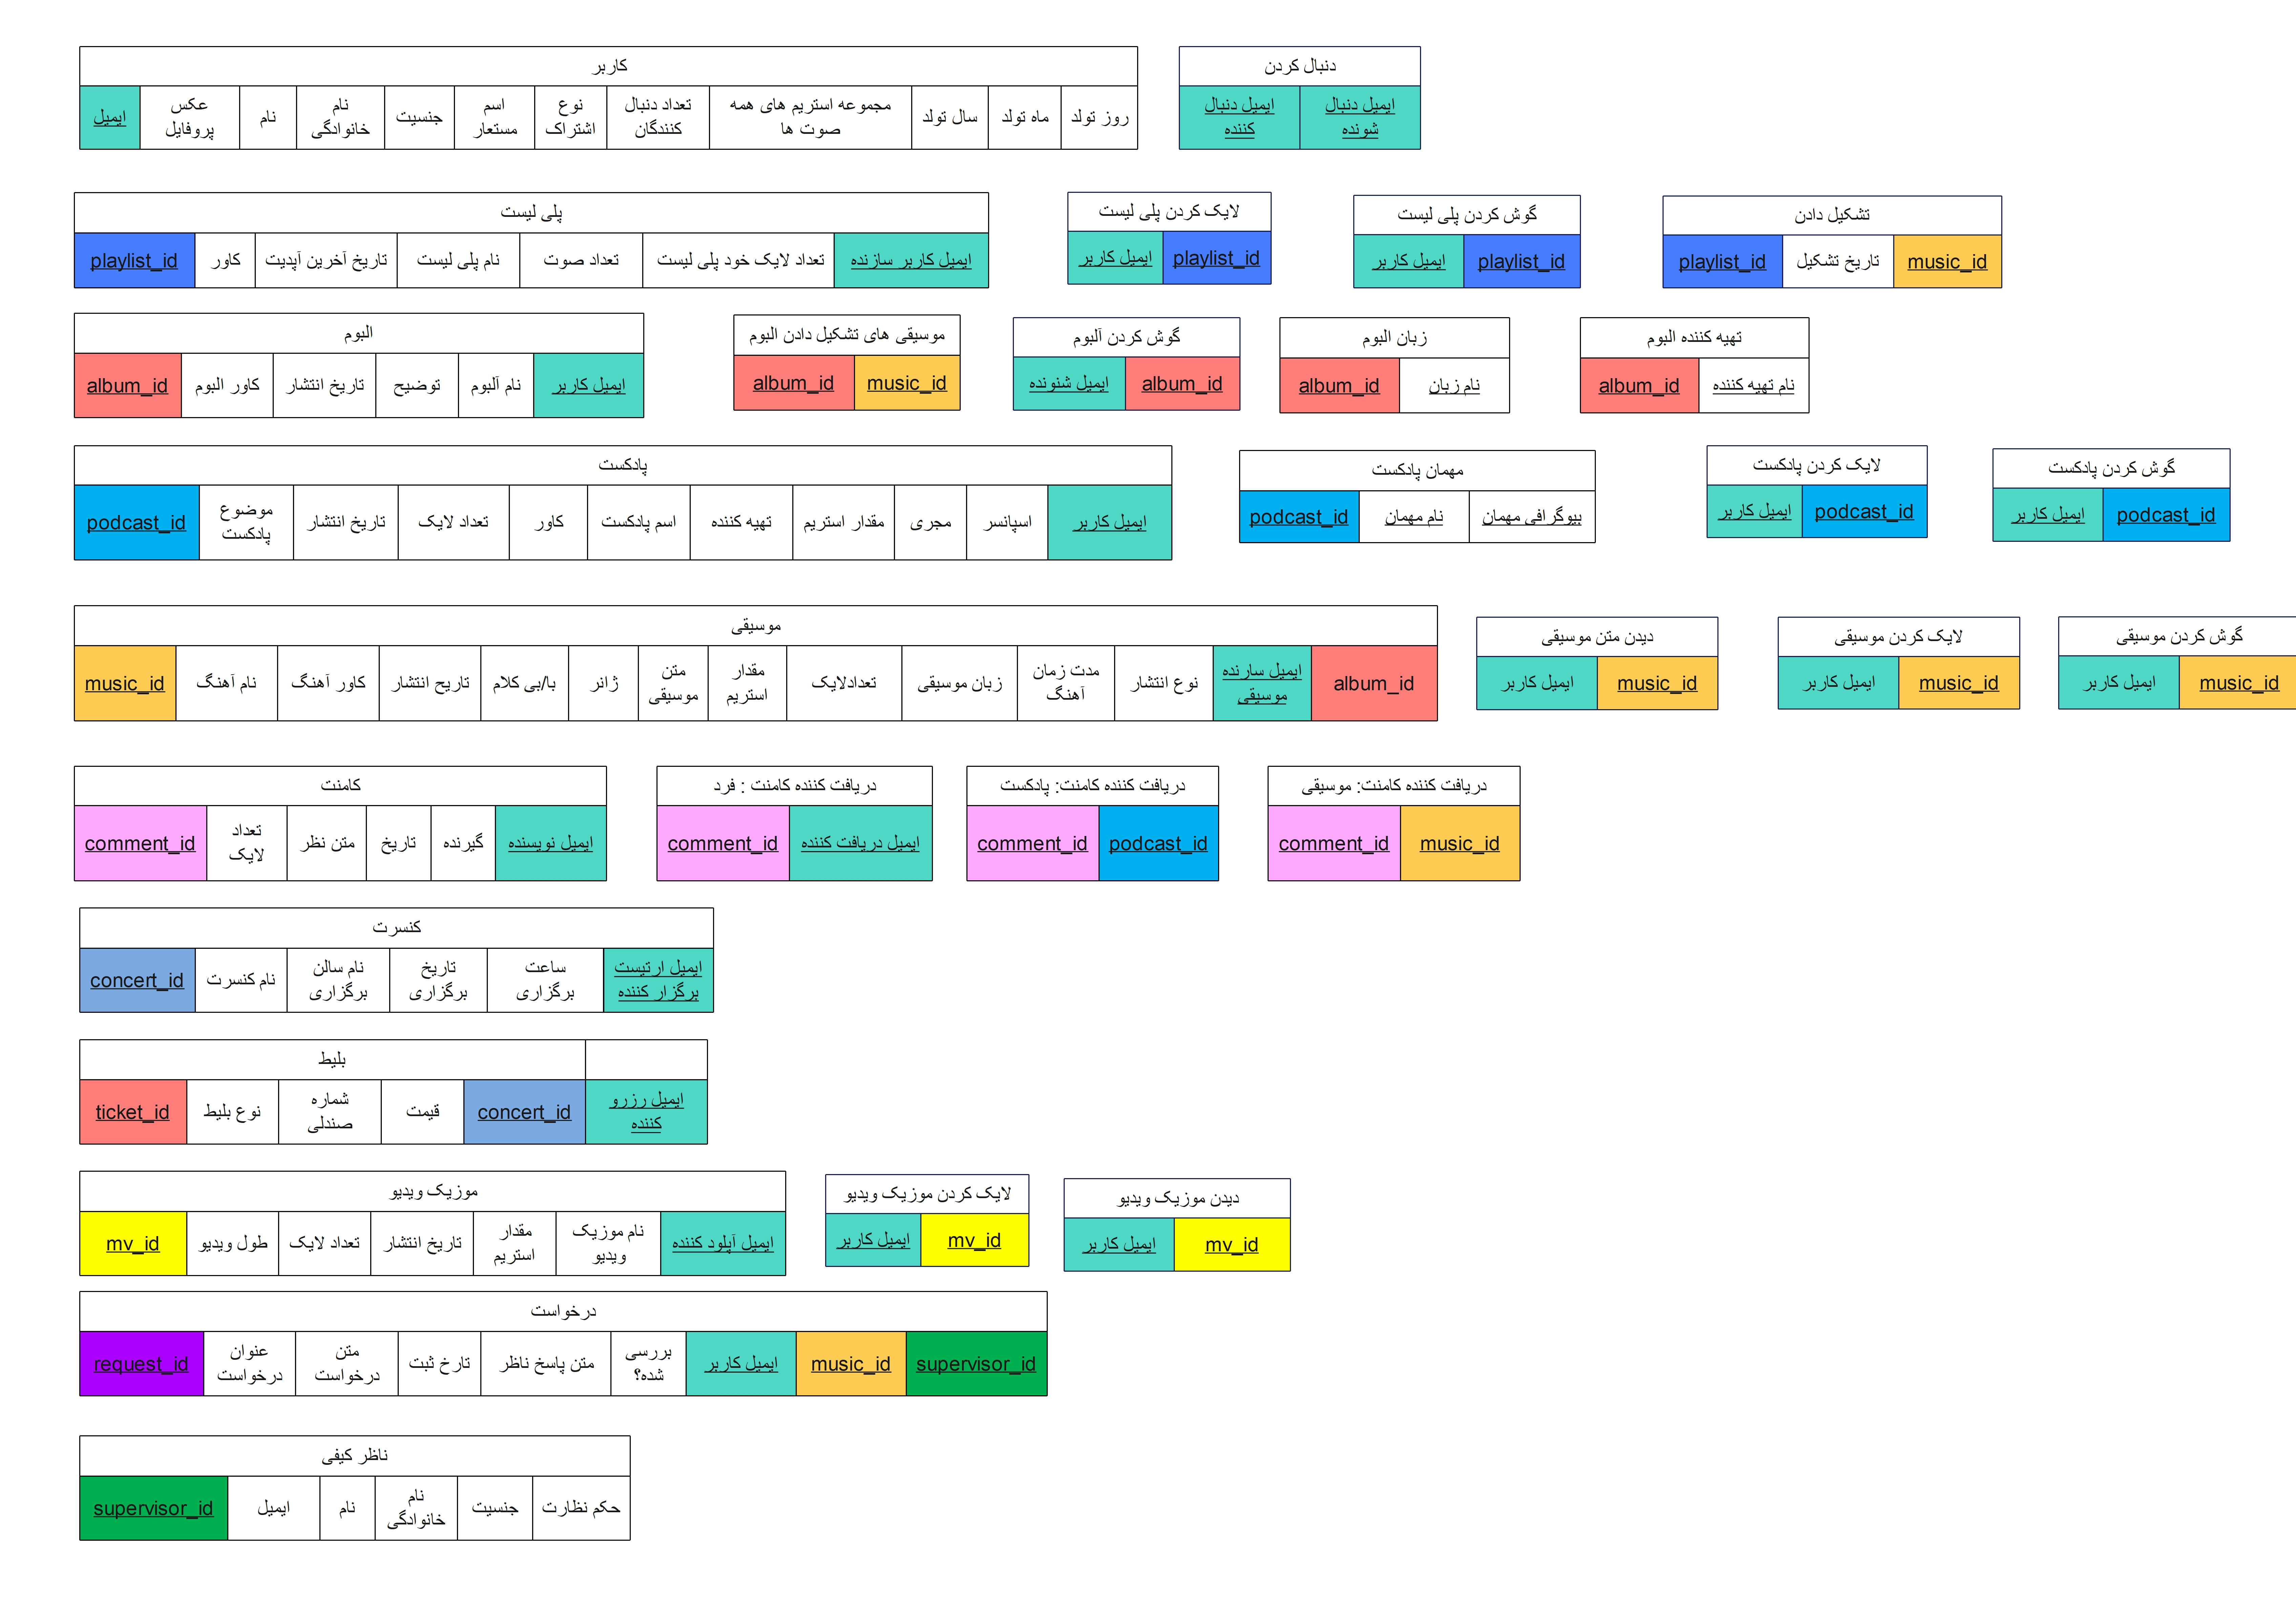 کاربر
ایمیل
عکس پروفایل
نام
نام خانوادگی
جنسیت
اسم مستعار
نوع اشتراک
تعداد دنبال کنندگان
مجموعه استریم های همه صوت ها
سال تولد
ماه تولد
روز تولد
دنبال کردن
ایمیل دنبال کننده
ایمیل دنبال شونده
پلی لیست
playlist_id
کاور
تاریخ آخرین آپدیت
نام پلی لیست
تعداد صوت
تعداد لایک خود پلی لیست
ایمیل کاربر سازنده
لایک کردن پلی لیست
ایمیل کاربر
playlist_id
گوش کردن پلی لیست
ایمیل کاربر
playlist_id
تشکیل دادن
playlist_id
تاریخ تشکیل
music_id
البوم
album_id
کاور البوم
تاریخ انتشار
توضیح
نام آلبوم
ایمیل کاربر
موسیقی های تشکیل دادن البوم
album_id
music_id
گوش کردن آلبوم
ایمیل شنونده
album_id
زبان البوم
album_id
نام زبان
تهیه کننده البوم
album_id
نام تهیه کننده
پادکست
podcast_id
موضوع پادکست
تاریخ انتشار
تعداد لایک
کاور
اسم پادکست
تهیه کننده
مقدار استریم
مجری
اسپانسر
ایمیل کاربر
مهمان پادکست
podcast_id
نام مهمان
بیوگرافی مهمان
لایک کردن پادکست
ایمیل کاربر
podcast_id
گوش کردن پادکست
ایمیل کاربر
podcast_id
موسیقی
music_id
نام آهنگ
کاور آهنگ
تاریح انتشار
با/بی کلام
ژانر
متن موسیقی
مقدار استریم
تعدادلایک
زبان موسیقی
مدت زمان آهنگ
نوع انتشار
ایمیل سارنده موسیقی
album_id
دیدن متن موسیقی
ایمیل کاربر
music_id
لایک کردن موسیقی
ایمیل کاربر
music_id
گوش کردن موسیقی
ایمیل کاربر
music_id
کامنت
comment_id
تعداد لایک
متن نظر
تاریخ
گیرنده
ایمیل نویسنده
دریافت کننده کامنت : فرد
comment_id
ایمیل دریافت کننده
دریافت کننده کامنت: پادکست
comment_id
podcast_id
دریافت کننده کامنت: موسیقی
comment_id
music_id
کنسرت
concert_id
نام کنسرت
نام سالن برگزاری
تاریخ برگزاری
ساعت برگزاری
ایمیل ارتیست برگزار کننده
بلیط
ticket_id
نوع بلیط
شماره صندلی
قیمت
concert_id
ایمیل رزرو کننده
موزیک ویدیو
mv_id
طول ویدیو
تعداد لایک
تاریخ انتشار
مقدار استریم
نام موزیک ویدیو
ایمیل آپلود کننده
لایک کردن موزیک ویدیو
ایمیل کاربر
mv_id
دیدن موزیک ویدیو
ایمیل کاربر
mv_id
درخواست
request_id
عنوان درخواست
متن درخواست
تارخ ثبت
متن پاسخ ناظر
بررسی شده؟
ایمیل کاربر
music_id
supervisor_id
ناظر کیفی
supervisor_id
ایمیل
نام
نام خانوادگی
جنسیت
حکم نظارت